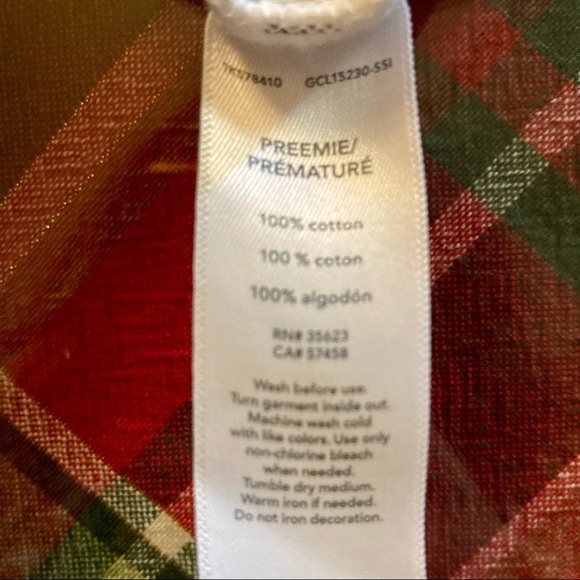 TK578410 GCL15230-SSI
PREEMIE/
PRÉMATURÉ
100% cotton
100 % coton
100% algodón
RN# 35623
CA# 57458
Wash before use.
Turn garment inside out.
Machine wash cold
with like colors. Use only
non-chlorine bleach
when needed.
Tumble dry medium.
Warm iron if needed.
Do not iron decoration.